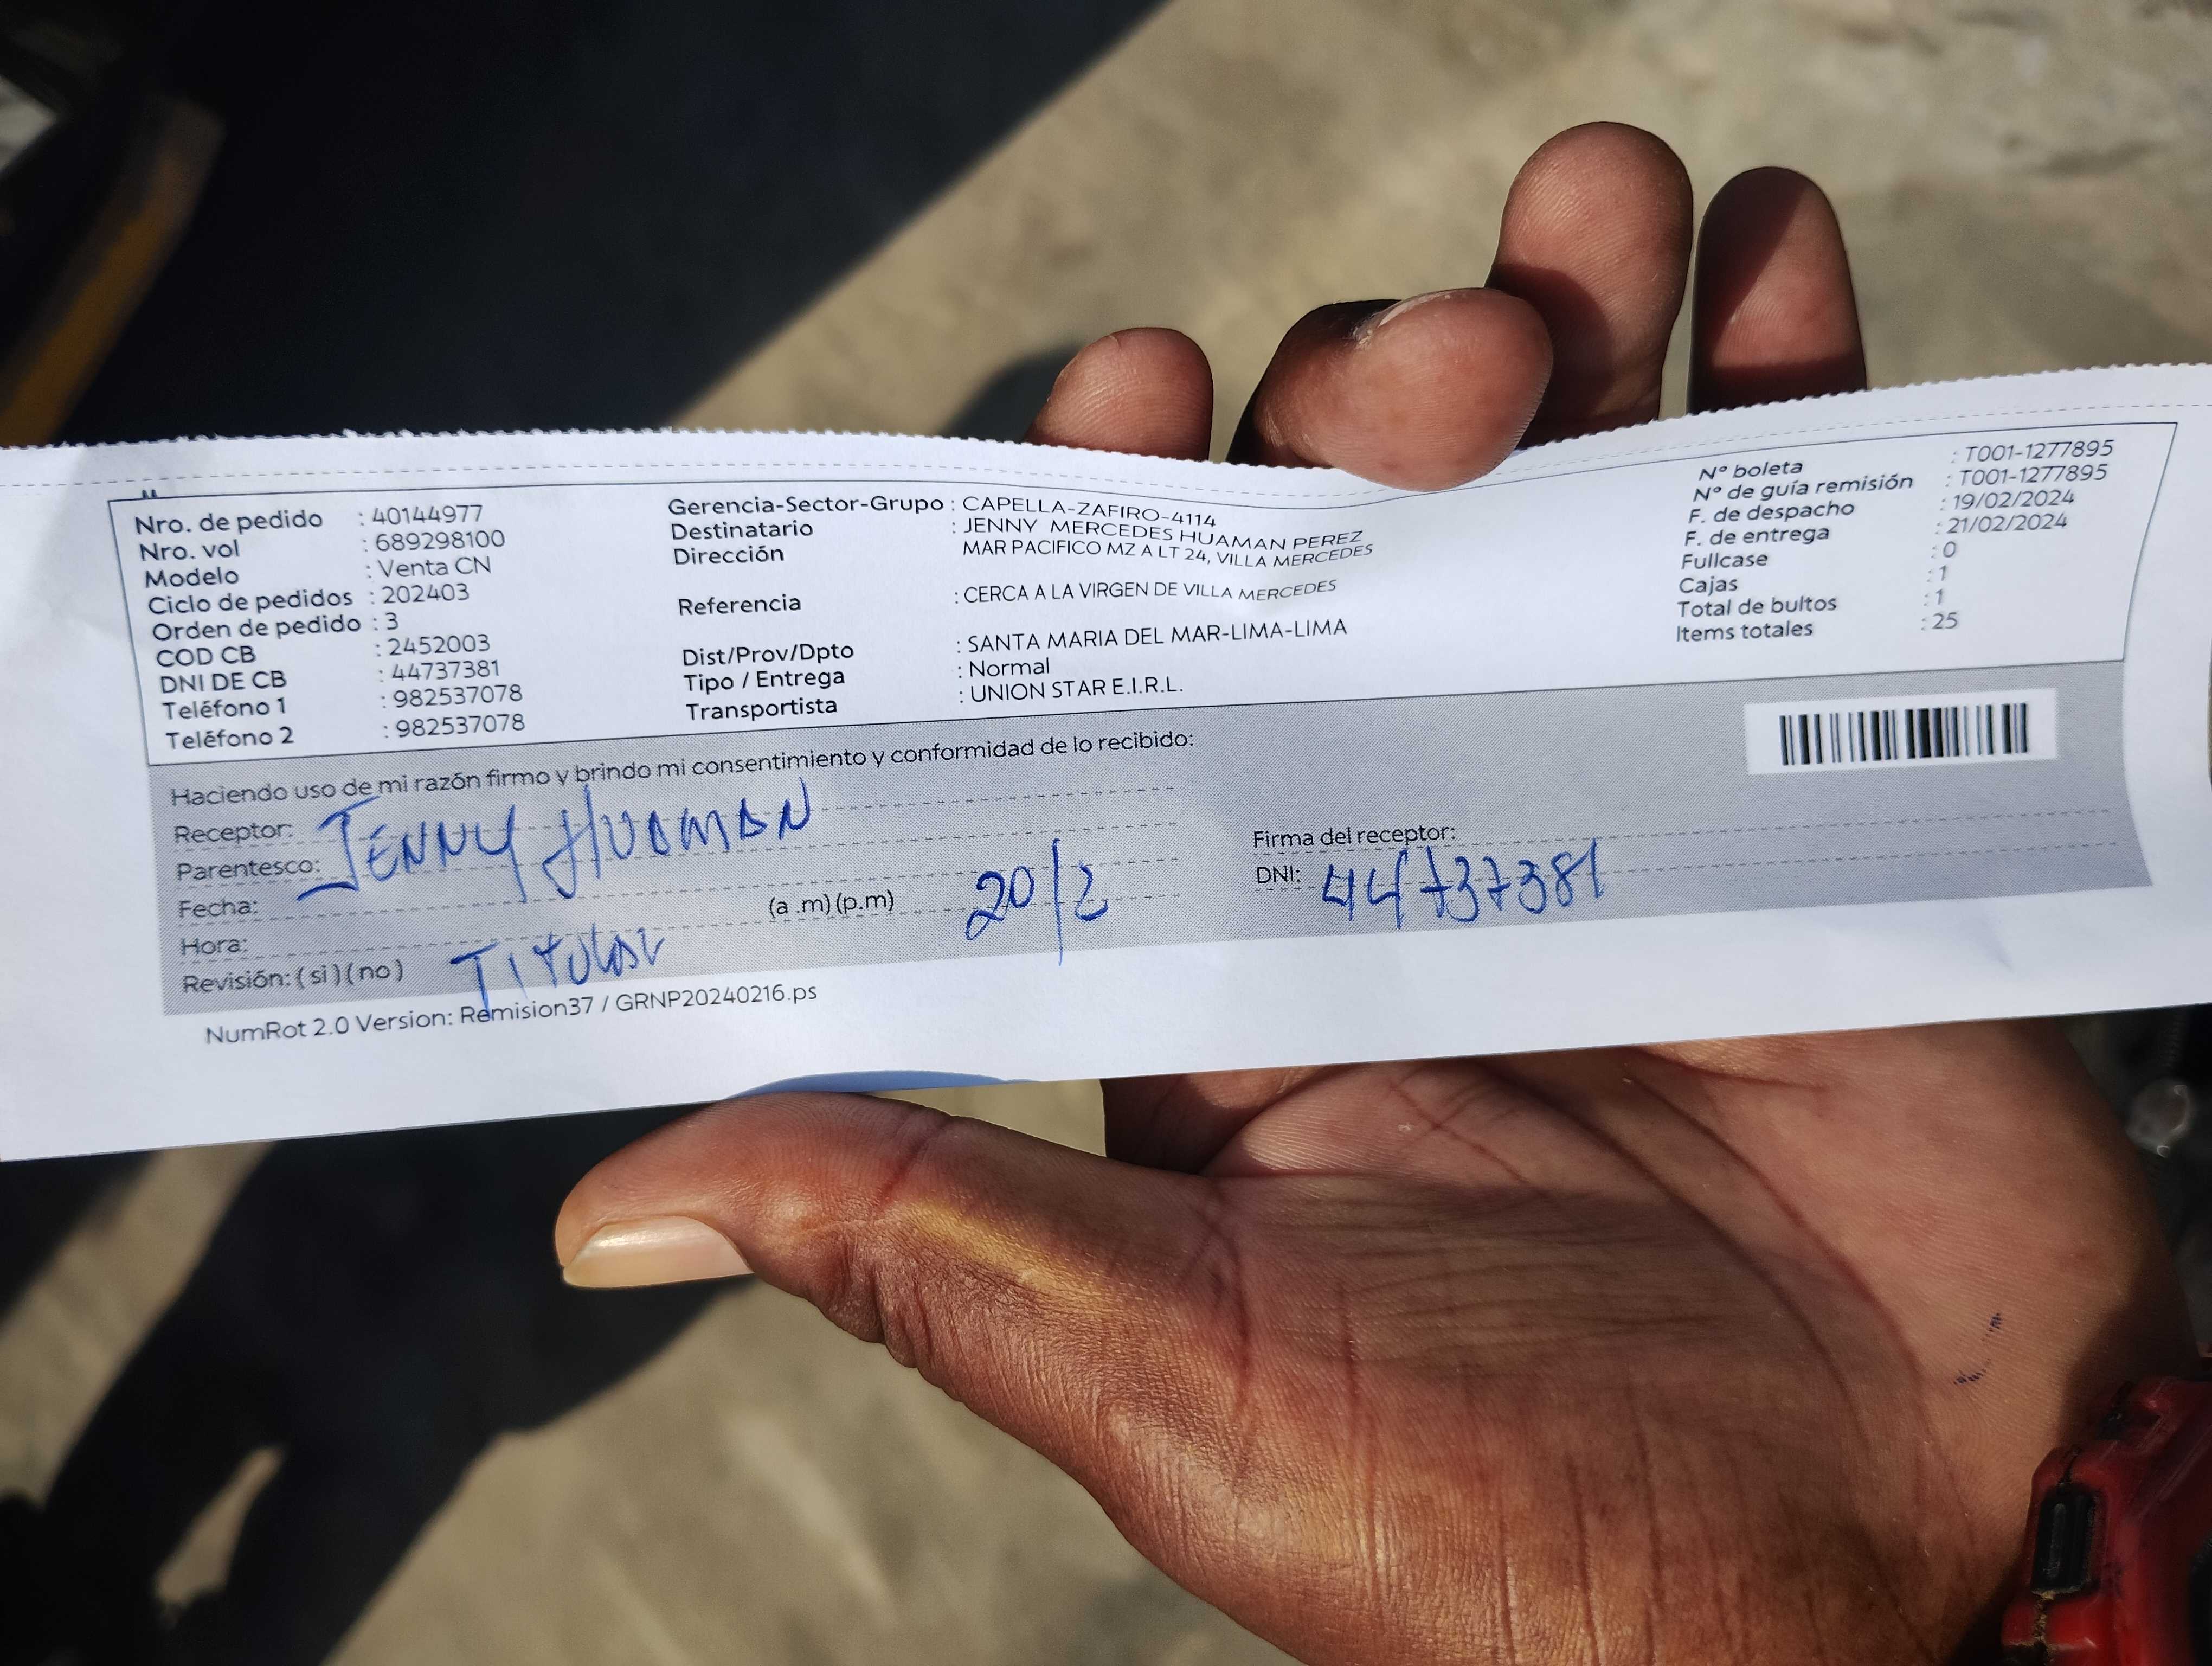 Nro. de pedido : 40144977
Nro. vol : 689298100
Modelo : Venta CN
Ciclo de pedidos : 202403
Orden de pedido : 3
COD CB : 2452003
DNI DE CB : 44737381
Teléfono 1 : 982537078
Teléfono 2 : 982537078
Gerencia-Sector-Grupo : CAPELLA-ZAFIRO-4114
Destinatario : JENNY MERCEDES HUAMAN PEREZ
Dirección MAR PACIFICO MZ A LT 24, VILLA MERCEDES
Referencia : CERCA A LA VIRGEN DE VILLA MERCEDES
Dist/Prov/Dpto : SANTA MARIA DEL MAR-LIMA-LIMA
Tipo / Entrega : Normal
Transportista : UNION STAR E.I.R.L.
Nº boleta : T001-1277895
Nº de guía remisión : T001-1277895
F. de despacho : 19/02/2024
F. de entrega : 21/02/2024
Fullcase : 0
Cajas : 1
Total de bultos : 1
Items totales : 25
Haciendo uso de mi razón firmo y brindo mi consentimiento y conformidad de lo recibido:
Receptor: JENNY HUAMAN
Parentesco:
Fecha: (a .m) (p.m) 20/2
Hora:
Revisión: ( si ) ( no ) TITULAR
Firma del receptor:
DNI: 44737381
NumRot 2.0 Version: Remision37 / GRNP20240216.ps